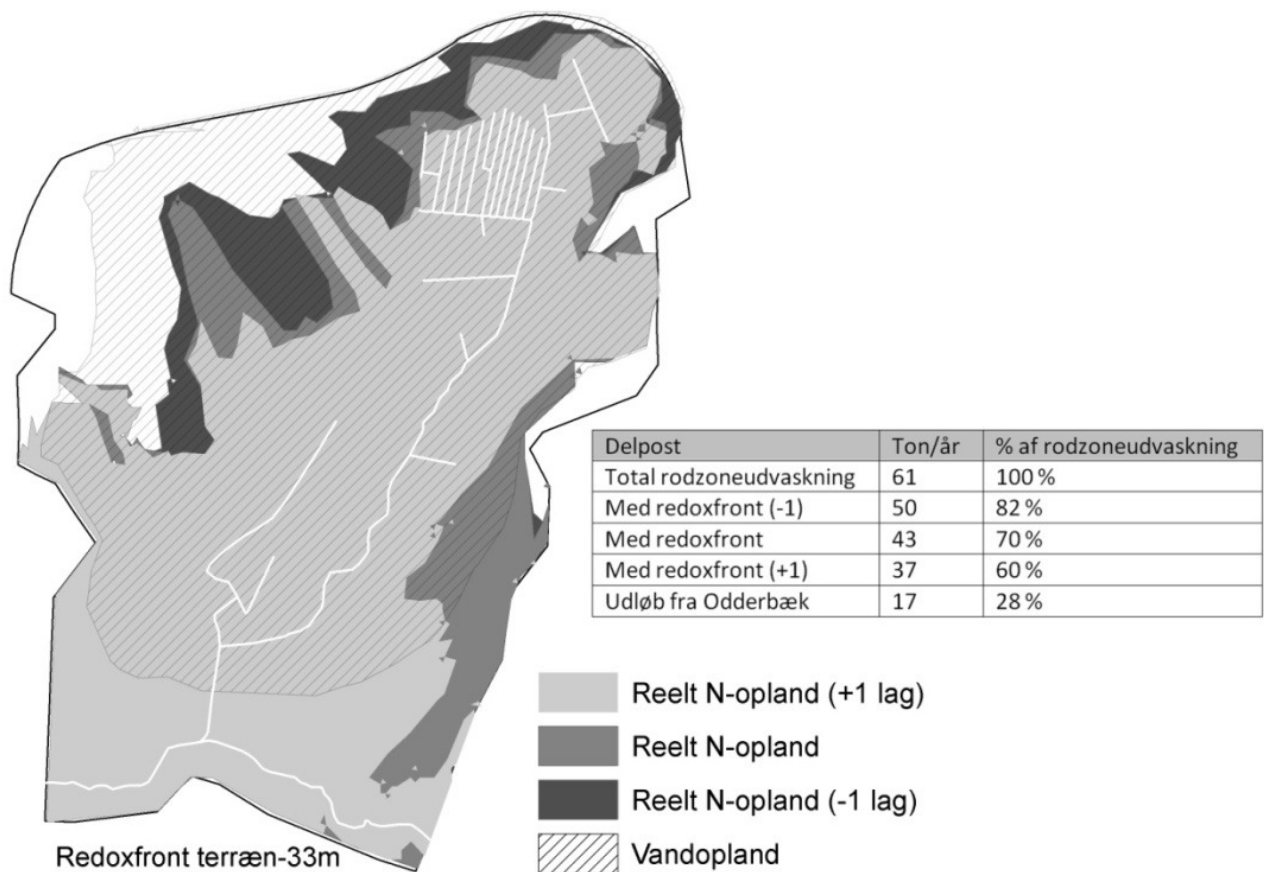 Delpost Ton/år % af rodzoneudvaskning
Total rodzoneudvaskning 61 100 %
Med redoxfront (-1) 50 82 %
Med redoxfront 43 70 %
Med redoxfront (+1) 37 60 %
Udløb fra Odderbæk 17 28 %
Reelt N-opland (+1 lag)
Reelt N-opland
Reelt N-opland (-1 lag)
Vandopland
Redoxfront terræn-33m